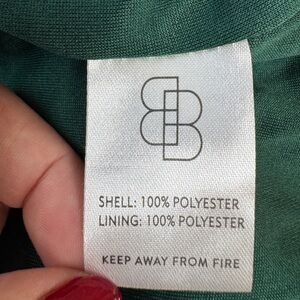 SHELL: 100% POLYESTER
LINING: 100% POLYESTER
KEEP AWAY FROM FIRE